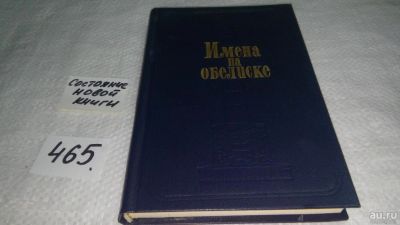 Имена
на
обелиске
Состояние
новой
книги
465.
au.ru